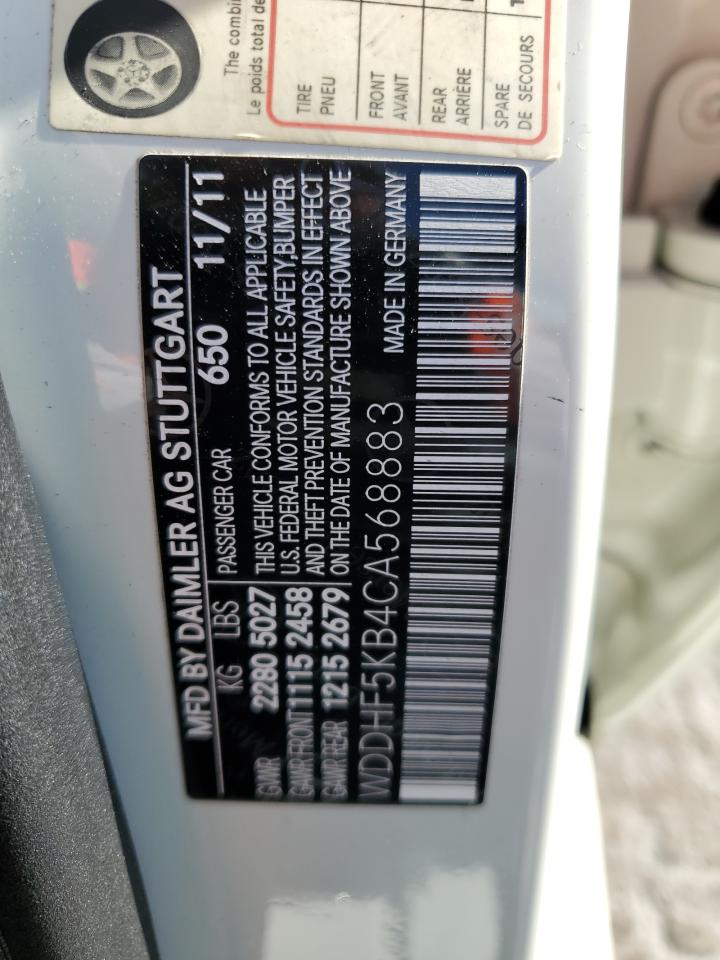 The combin
Le poids total de
TIRE
PNEU
FRONT
AVANT
REAR
ARRIÈRE
SPARE
DE SECOURS
MFD BY DAIMLER AG STUTTGART
KG LBS 650 11/11
GVWR 2280 5027 PASSENGER CAR
GAWR FRONT 1115 2458
GAWR REAR 1215 2679
THIS VEHICLE CONFORMS TO ALL APPLICABLE
U.S. FEDERAL MOTOR VEHICLE SAFETY,BUMPER
AND THEFT PREVENTION STANDARDS IN EFFECT
ON THE DATE OF MANUFACTURE SHOWN ABOVE
WDDHF5KB4CA568883 MADE IN GERMANY